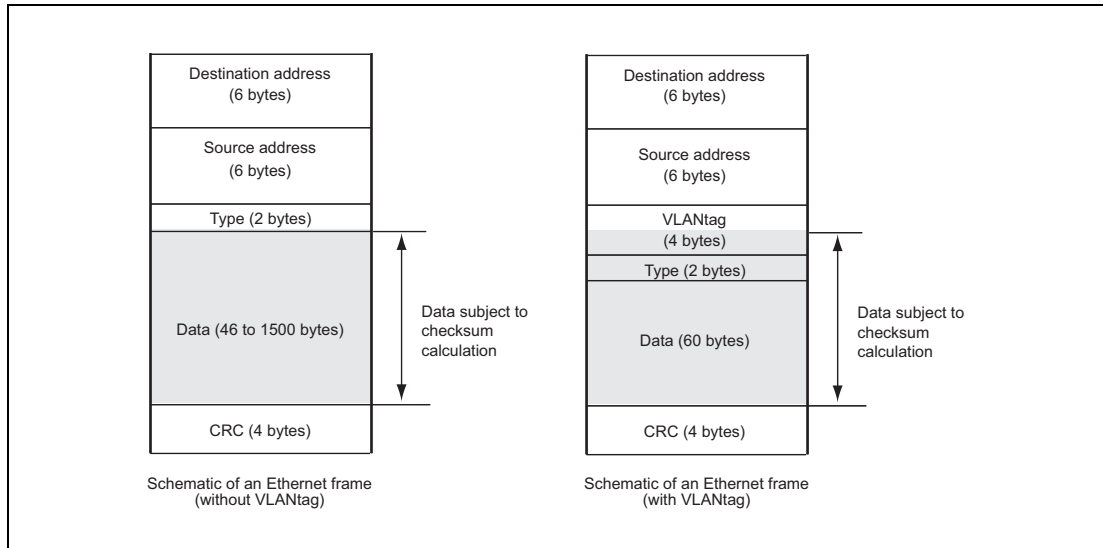 Destination address
(6 bytes)
Source address
(6 bytes)
Type (2 bytes)
Data (46 to 1500 bytes)
CRC (4 bytes)
Data subject to
checksum
calculation
Schematic of an Ethernet frame
(without VLANtag)
Destination address
(6 bytes)
Source address
(6 bytes)
VLANtag
(4 bytes)
Type (2 bytes)
Data (60 bytes)
CRC (4 bytes)
Data subject to
checksum
calculation
Schematic of an Ethernet frame
(with VLANtag)